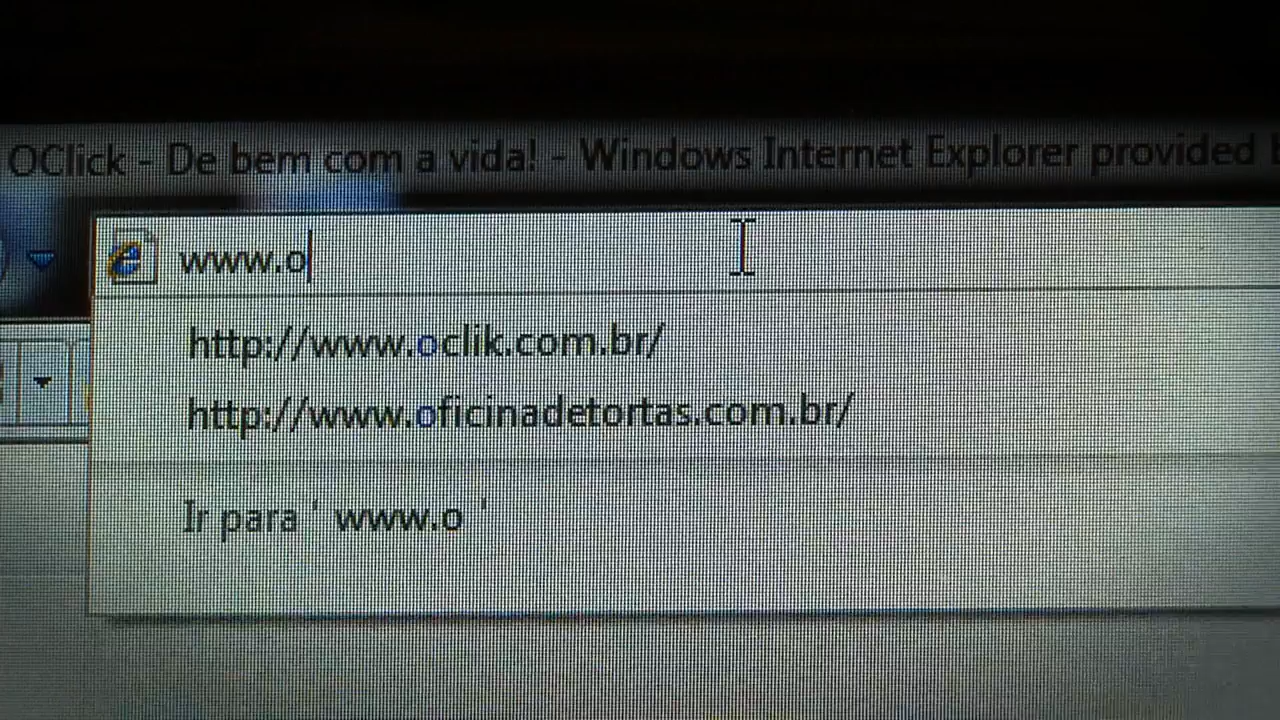 OClick - De bem com a vida! - Windows Internet Explorer provided
www.o
http://www.oclik.com.br/
http://www.oficinadetortas.com.br/
Ir para ' www.o '